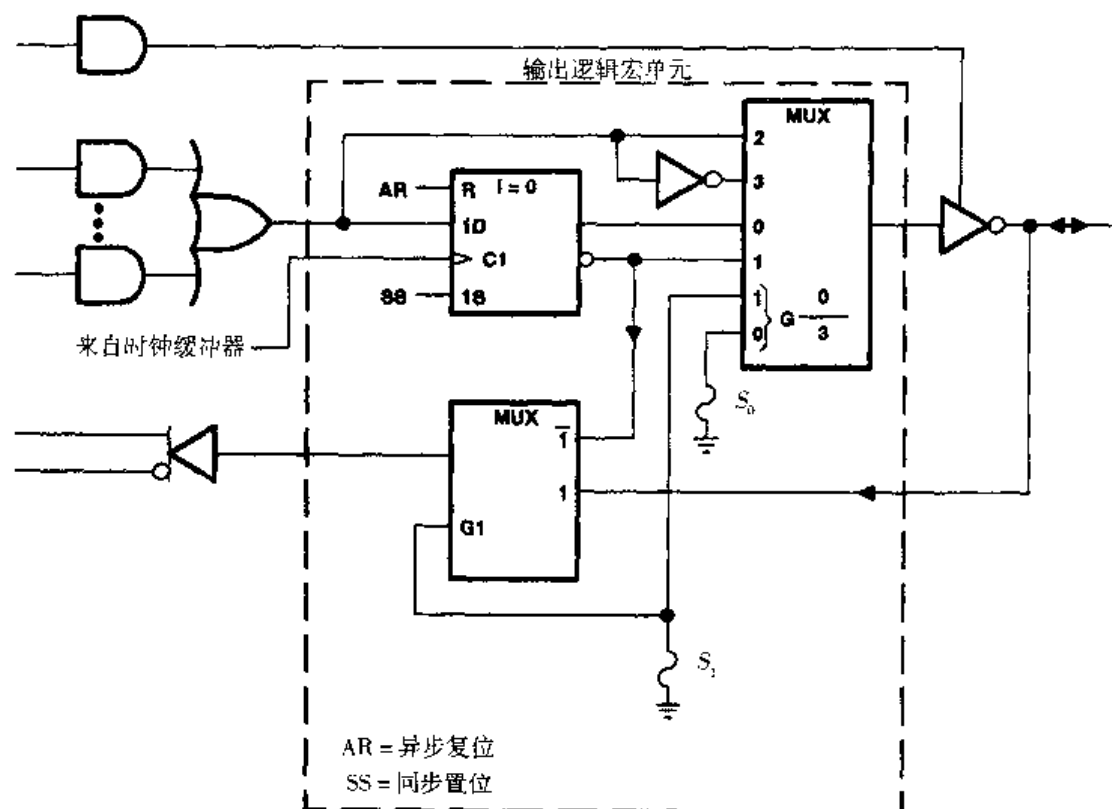 输出逻辑宏单元
MUX
2
3
0
1
1
0
G 0/3
AR
R
I = 0
1D
C1
SS
1S
来自时钟缓冲器
S₀
MUX
1̅
1
G1
S₁
AR = 异步复位
SS = 同步置位